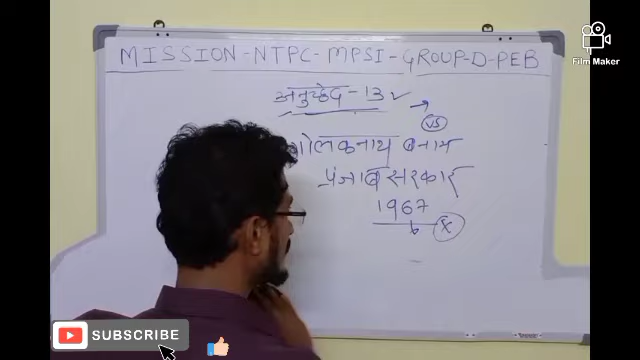 MISSION-NTPC-MPSI-GROUP-D-PEB
Film Maker
अनुच्छेद-13
vs
गोलकनाथ बनाम
पंजाब सरकार
1967
SUBSCRIBE